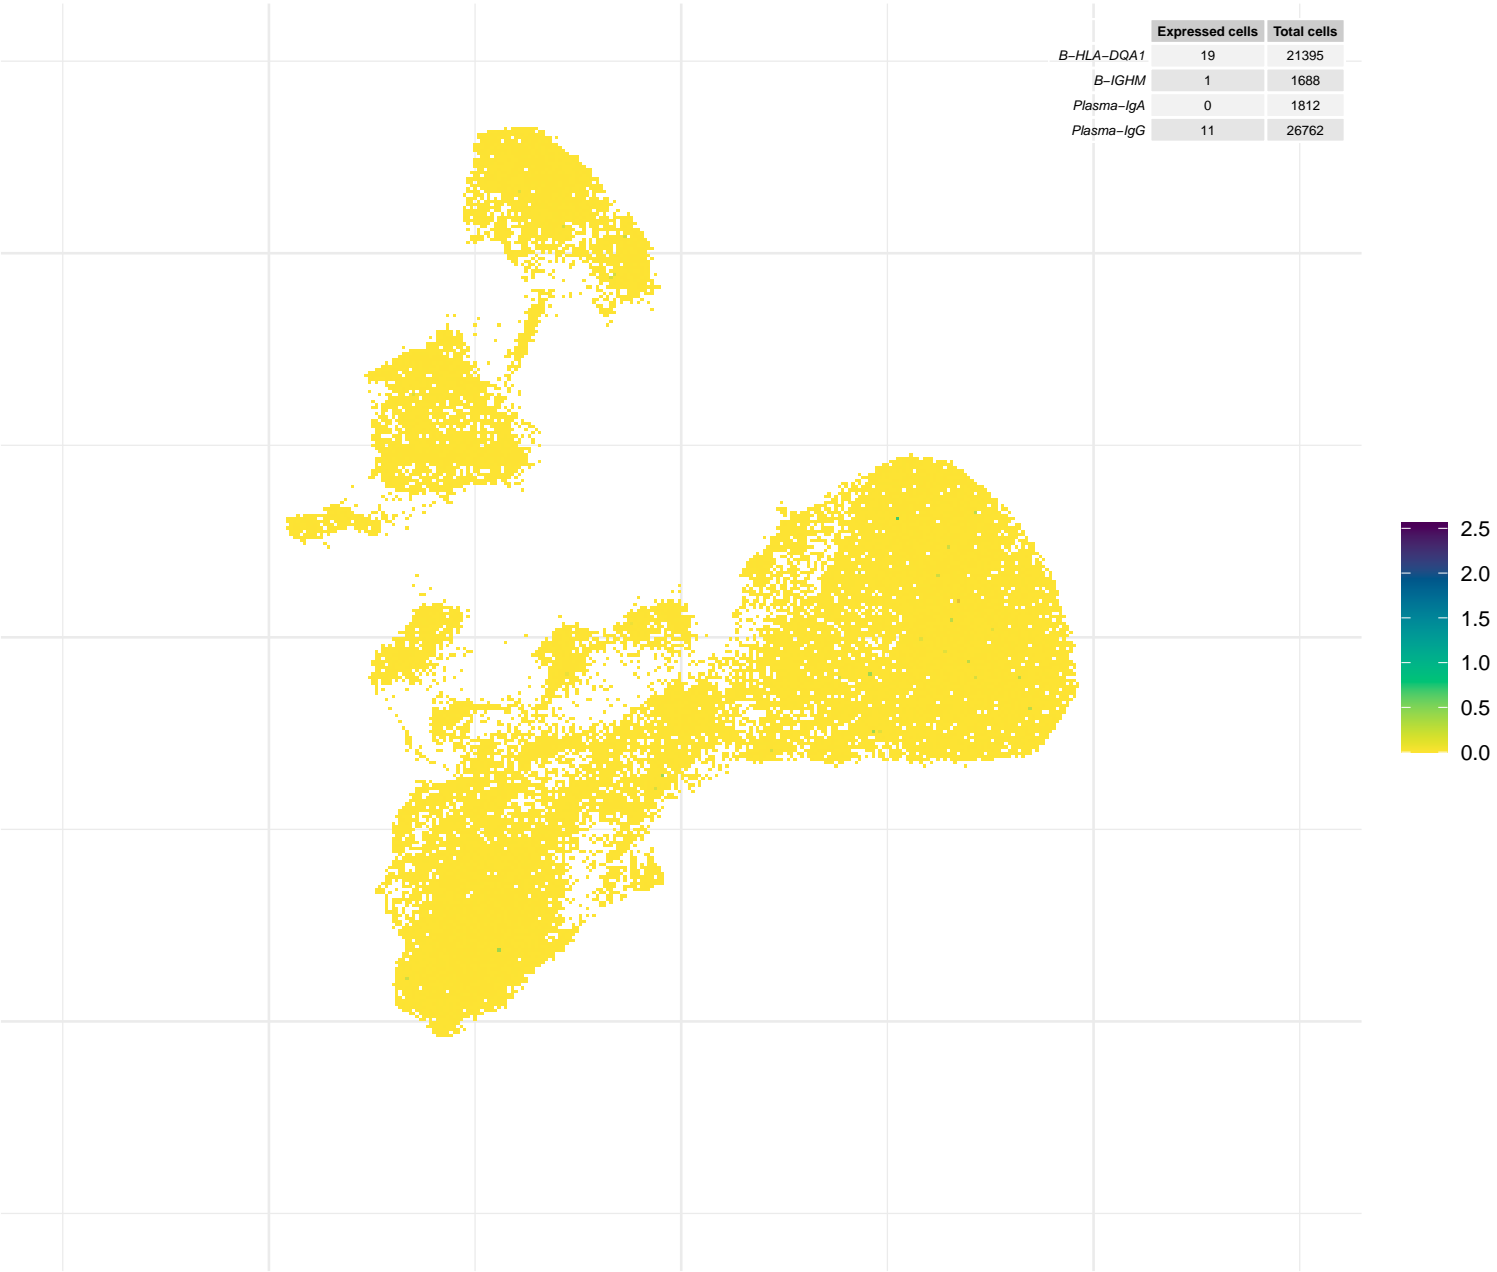 Expressed cells Total cells
B−HLA−DQA1 19 21395
B−IGHM 1 1688
Plasma−IgA 0 1812
Plasma−IgG 11 26762
2.5
2.0
1.5
1.0
0.5
0.0